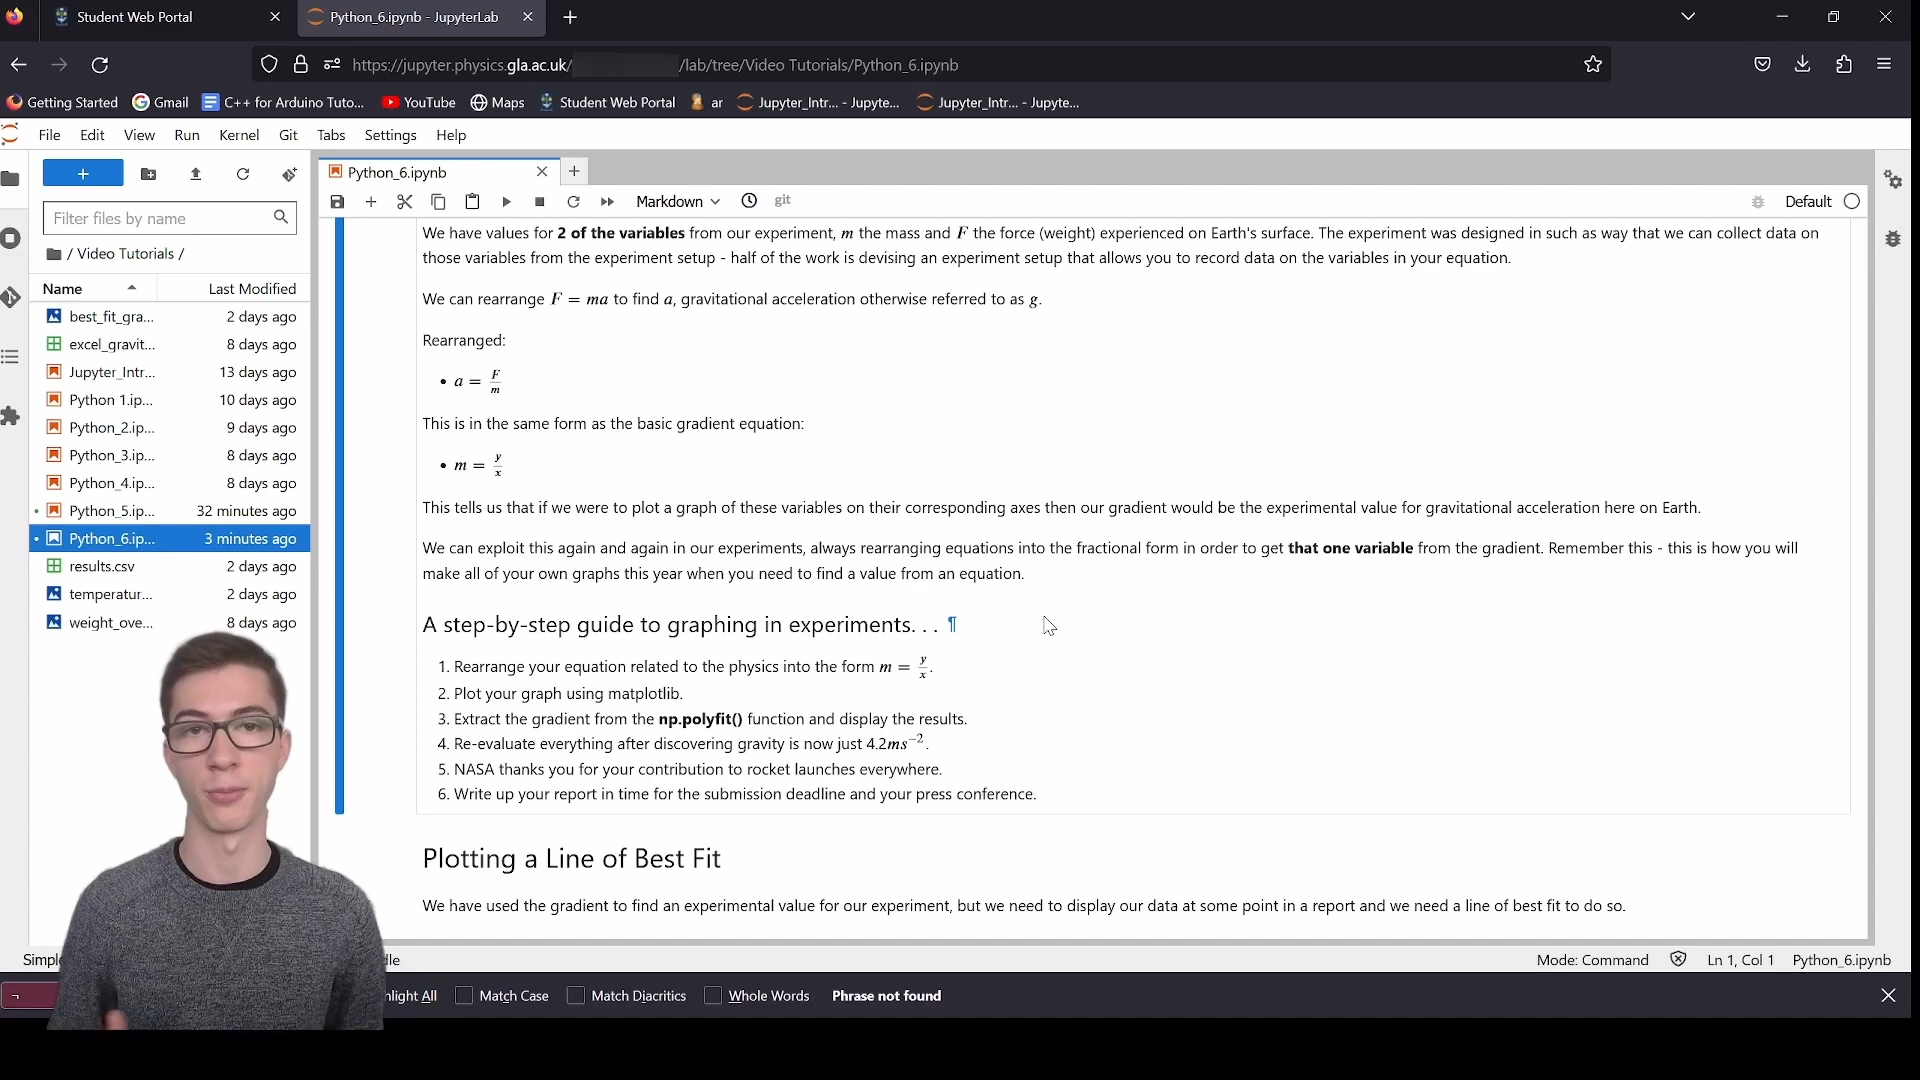 Student Web Portal
Python_6.ipynb - JupyterLab
https://jupyter.physics.gla.ac.uk/ /lab/tree/Video Tutorials/Python_6.ipynb
Getting Started Gmail C++ for Arduino Tuto... YouTube Maps Student Web Portal ar Jupyter_Intr... - Jupyte... Jupyter_Intr... - Jupyte...
File Edit View Run Kernel Git Tabs Settings Help
Python_6.ipynb
Markdown git Default
Filter files by name
/ Video Tutorials /
Name Last Modified
best_fit_gra... 2 days ago
excel_gravit... 8 days ago
Jupyter_Intr... 13 days ago
Python 1.ip... 10 days ago
Python_2.ip... 9 days ago
Python_3.ip... 8 days ago
Python_4.ip... 8 days ago
Python_5.ip... 32 minutes ago
Python_6.ip... 3 minutes ago
results.csv 2 days ago
temperatur... 2 days ago
weight_ove... 8 days ago
We have values for 2 of the variables from our experiment, m the mass and F the force (weight) experienced on Earth's surface. The experiment was designed in such as way that we can collect data on
those variables from the experiment setup - half of the work is devising an experiment setup that allows you to record data on the variables in your equation.
We can rearrange F = ma to find a, gravitational acceleration otherwise referred to as g.
Rearranged:
• a = F/m
This is in the same form as the basic gradient equation:
• m = y/x
This tells us that if we were to plot a graph of these variables on their corresponding axes then our gradient would be the experimental value for gravitational acceleration here on Earth.
We can exploit this again and again in our experiments, always rearranging equations into the fractional form in order to get that one variable from the gradient. Remember this - this is how you will
make all of your own graphs this year when you need to find a value from an equation.
A step-by-step guide to graphing in experiments. . . ¶
1. Rearrange your equation related to the physics into the form m = y/x.
2. Plot your graph using matplotlib.
3. Extract the gradient from the np.polyfit() function and display the results.
4. Re-evaluate everything after discovering gravity is now just 4.2ms⁻².
5. NASA thanks you for your contribution to rocket launches everywhere.
6. Write up your report in time for the submission deadline and your press conference.
Plotting a Line of Best Fit
We have used the gradient to find an experimental value for our experiment, but we need to display our data at some point in a report and we need a line of best fit to do so.
Simple Mode: Command Ln 1, Col 1 Python_6.ipynb
¬ hlight All Match Case Match Diacritics Whole Words Phrase not found